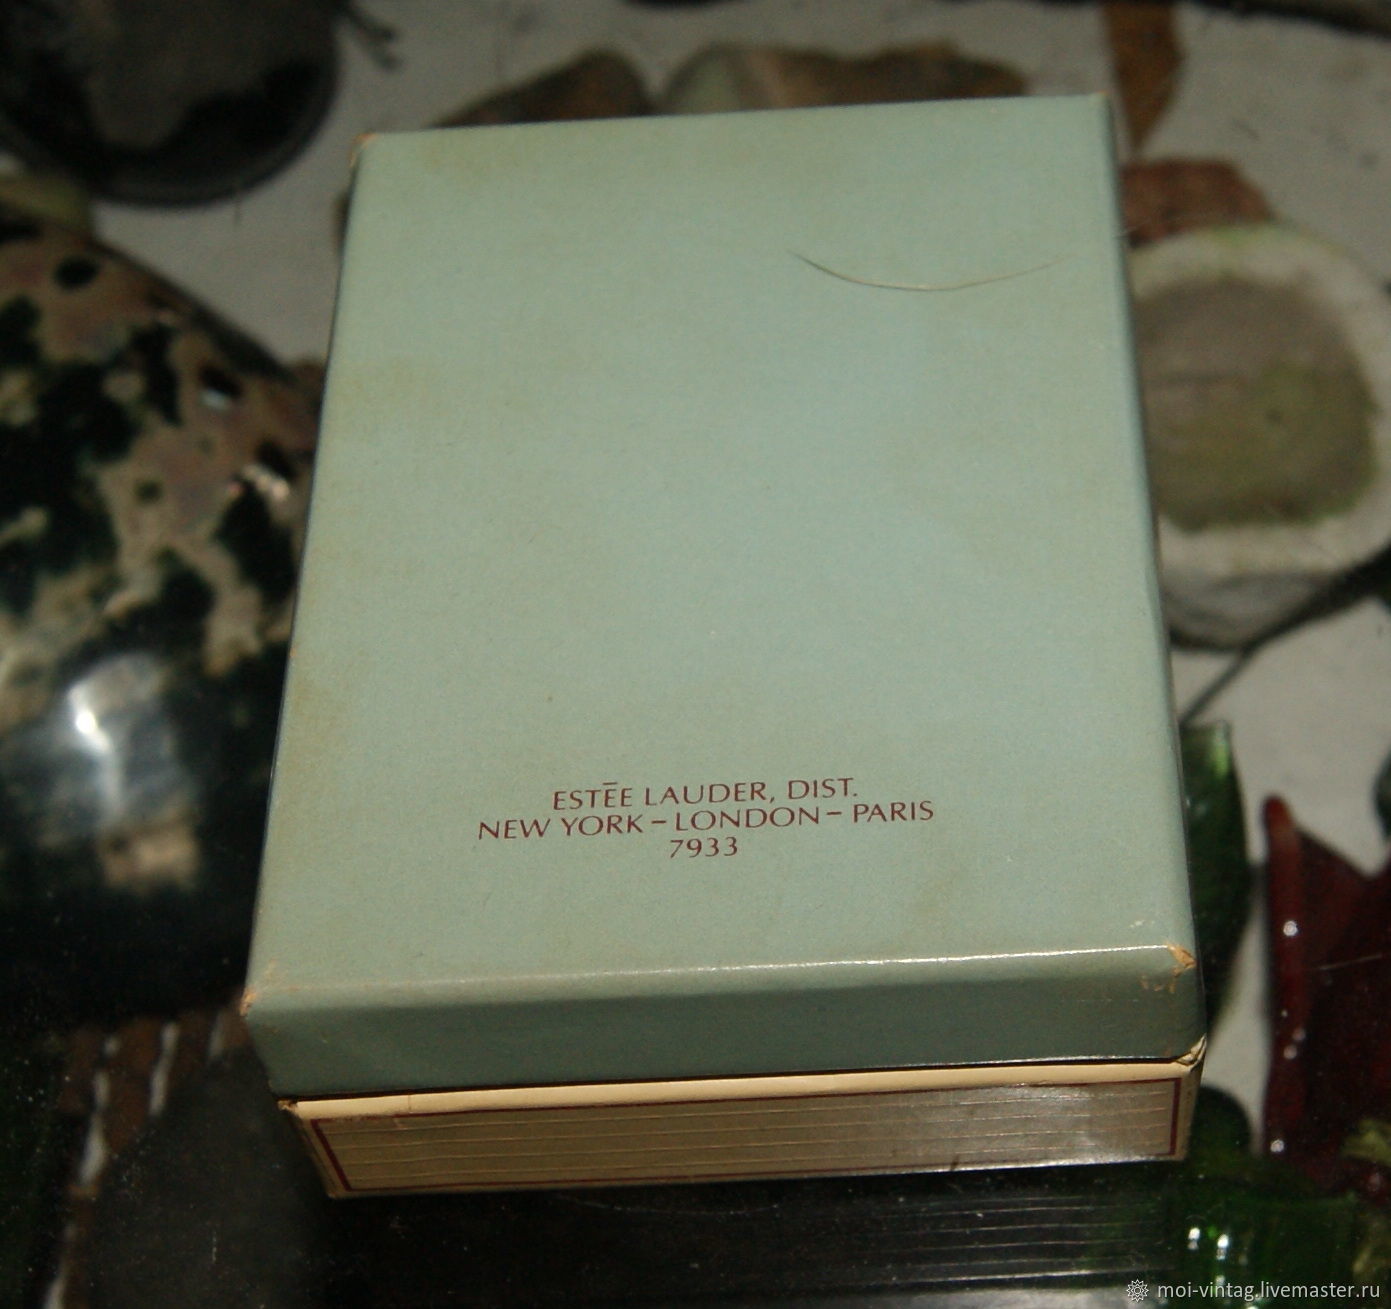 ESTĒE LAUDER, DIST.
NEW YORK – LONDON – PARIS
7933
moi-vintag.livemaster.ru